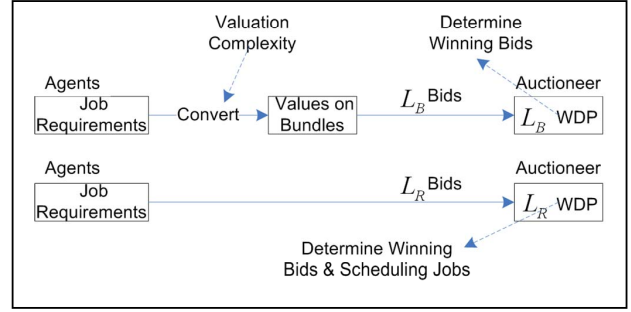 Valuation
Complexity
Determine
Winning Bids
Agents
Auctioneer
Job
Requirements
Convert
Values on
Bundles
L_B Bids
L_B WDP
Agents
Auctioneer
Job
Requirements
L_R Bids
L_R WDP
Determine Winning
Bids & Scheduling Jobs